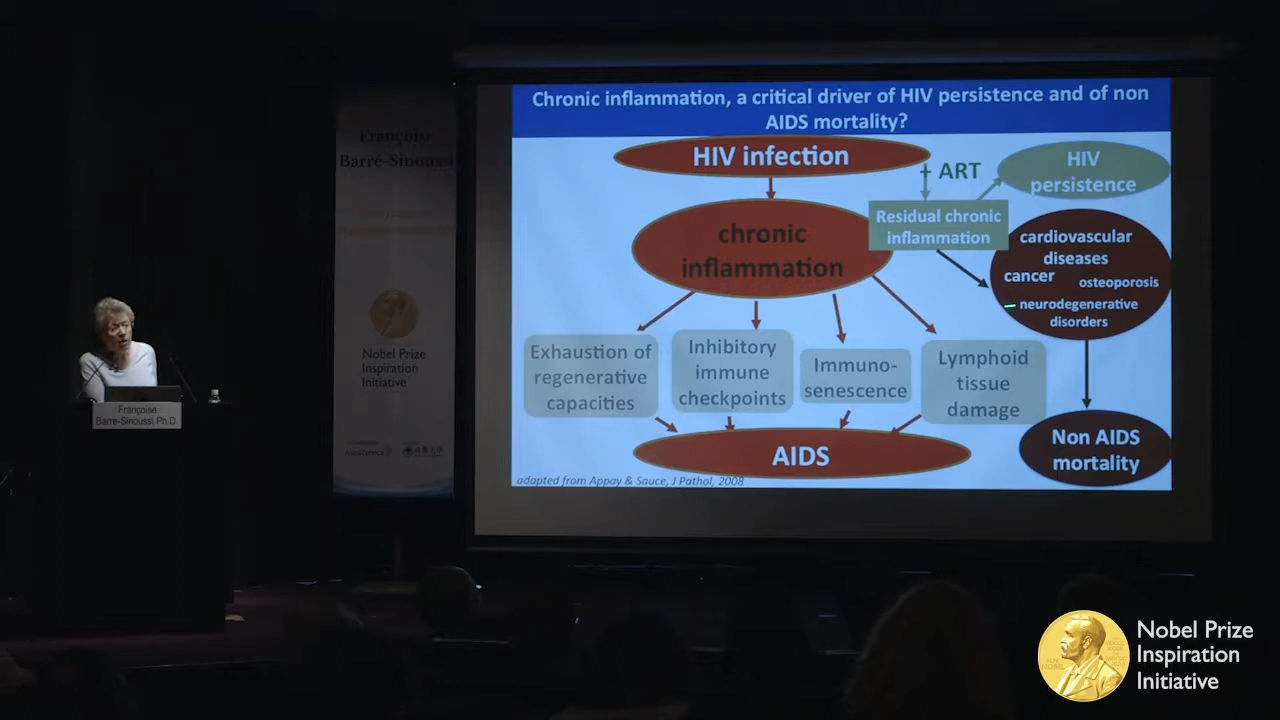 Chronic inflammation, a critical driver of HIV persistence and of non
AIDS mortality?
HIV infection
+ ART
HIV
persistence
Residual chronic
inflammation
chronic
inflammation
cardiovascular
diseases
cancer
osteoporosis
neurodegenerative
disorders
Exhaustion of
regenerative
capacities
Inhibitory
immune
checkpoints
Immuno-
senescence
Lymphoid
tissue
damage
AIDS
Non AIDS
mortality
adapted from Appay & Sauce, J Pathol, 2008
Françoise
Barré-Sinoussi
Nobel Prize
Inspiration
Initiative
AstraZeneca
Françoise
Barre-Sinoussi, Ph.D
Nobel Prize
Inspiration
Initiative